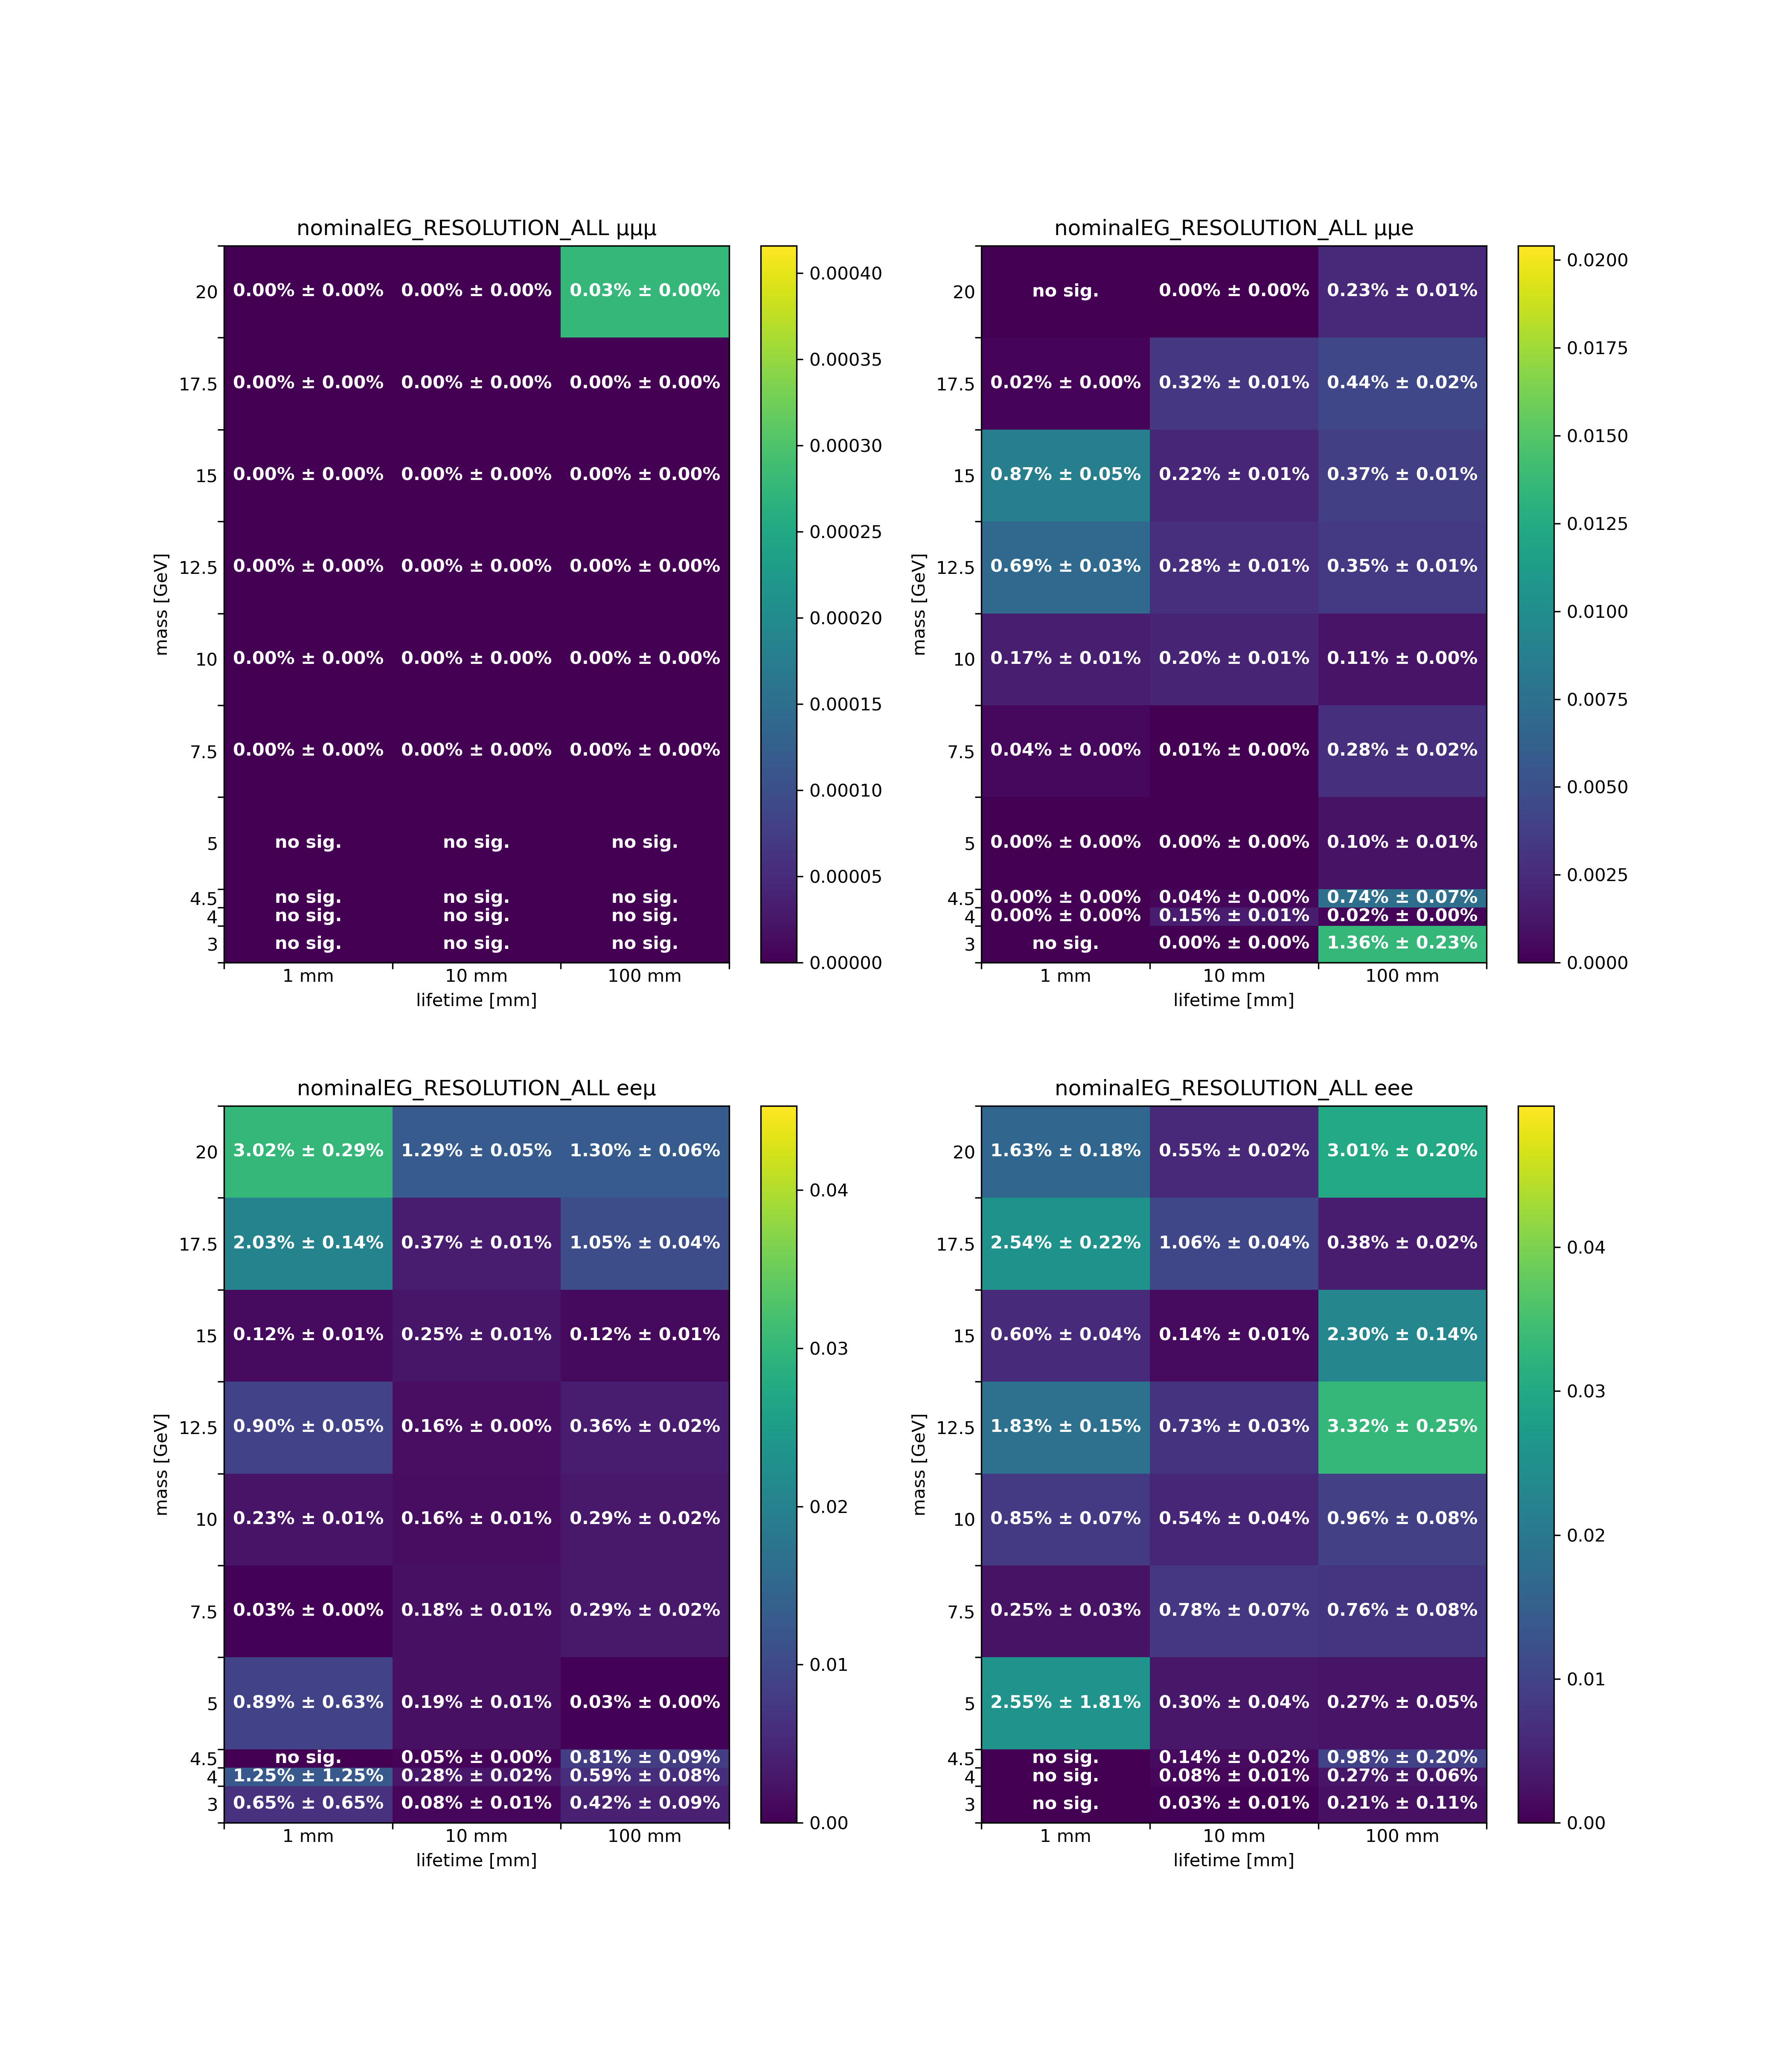 nominalEG_RESOLUTION_ALL μμμ
20 0.00% ± 0.00% 0.00% ± 0.00% 0.03% ± 0.00%
17.5 0.00% ± 0.00% 0.00% ± 0.00% 0.00% ± 0.00%
15 0.00% ± 0.00% 0.00% ± 0.00% 0.00% ± 0.00%
12.5 0.00% ± 0.00% 0.00% ± 0.00% 0.00% ± 0.00%
10 0.00% ± 0.00% 0.00% ± 0.00% 0.00% ± 0.00%
7.5 0.00% ± 0.00% 0.00% ± 0.00% 0.00% ± 0.00%
5 no sig. no sig. no sig.
4.5 no sig. no sig. no sig.
4 no sig. no sig. no sig.
3 no sig. no sig. no sig.
1 mm 10 mm 100 mm
lifetime [mm]
mass [GeV]
0.00040
0.00035
0.00030
0.00025
0.00020
0.00015
0.00010
0.00005
0.00000
nominalEG_RESOLUTION_ALL μμe
20 no sig. 0.00% ± 0.00% 0.23% ± 0.01%
17.5 0.02% ± 0.00% 0.32% ± 0.01% 0.44% ± 0.02%
15 0.87% ± 0.05% 0.22% ± 0.01% 0.37% ± 0.01%
12.5 0.69% ± 0.03% 0.28% ± 0.01% 0.35% ± 0.01%
10 0.17% ± 0.01% 0.20% ± 0.01% 0.11% ± 0.00%
7.5 0.04% ± 0.00% 0.01% ± 0.00% 0.28% ± 0.02%
5 0.00% ± 0.00% 0.00% ± 0.00% 0.10% ± 0.01%
4.5 0.00% ± 0.00% 0.04% ± 0.00% 0.74% ± 0.07%
4 0.00% ± 0.00% 0.15% ± 0.01% 0.02% ± 0.00%
3 no sig. 0.00% ± 0.00% 1.36% ± 0.23%
1 mm 10 mm 100 mm
lifetime [mm]
mass [GeV]
0.0200
0.0175
0.0150
0.0125
0.0100
0.0075
0.0050
0.0025
0.0000
nominalEG_RESOLUTION_ALL eeμ
20 3.02% ± 0.29% 1.29% ± 0.05% 1.30% ± 0.06%
17.5 2.03% ± 0.14% 0.37% ± 0.01% 1.05% ± 0.04%
15 0.12% ± 0.01% 0.25% ± 0.01% 0.12% ± 0.01%
12.5 0.90% ± 0.05% 0.16% ± 0.00% 0.36% ± 0.02%
10 0.23% ± 0.01% 0.16% ± 0.01% 0.29% ± 0.02%
7.5 0.03% ± 0.00% 0.18% ± 0.01% 0.29% ± 0.02%
5 0.89% ± 0.63% 0.19% ± 0.01% 0.03% ± 0.00%
4.5 no sig. 0.05% ± 0.00% 0.81% ± 0.09%
4 1.25% ± 1.25% 0.28% ± 0.02% 0.59% ± 0.08%
3 0.65% ± 0.65% 0.08% ± 0.01% 0.42% ± 0.09%
1 mm 10 mm 100 mm
lifetime [mm]
mass [GeV]
0.04
0.03
0.02
0.01
0.00
nominalEG_RESOLUTION_ALL eee
20 1.63% ± 0.18% 0.55% ± 0.02% 3.01% ± 0.20%
17.5 2.54% ± 0.22% 1.06% ± 0.04% 0.38% ± 0.02%
15 0.60% ± 0.04% 0.14% ± 0.01% 2.30% ± 0.14%
12.5 1.83% ± 0.15% 0.73% ± 0.03% 3.32% ± 0.25%
10 0.85% ± 0.07% 0.54% ± 0.04% 0.96% ± 0.08%
7.5 0.25% ± 0.03% 0.78% ± 0.07% 0.76% ± 0.08%
5 2.55% ± 1.81% 0.30% ± 0.04% 0.27% ± 0.05%
4.5 no sig. 0.14% ± 0.02% 0.98% ± 0.20%
4 no sig. 0.08% ± 0.01% 0.27% ± 0.06%
3 no sig. 0.03% ± 0.01% 0.21% ± 0.11%
1 mm 10 mm 100 mm
lifetime [mm]
mass [GeV]
0.04
0.03
0.02
0.01
0.00